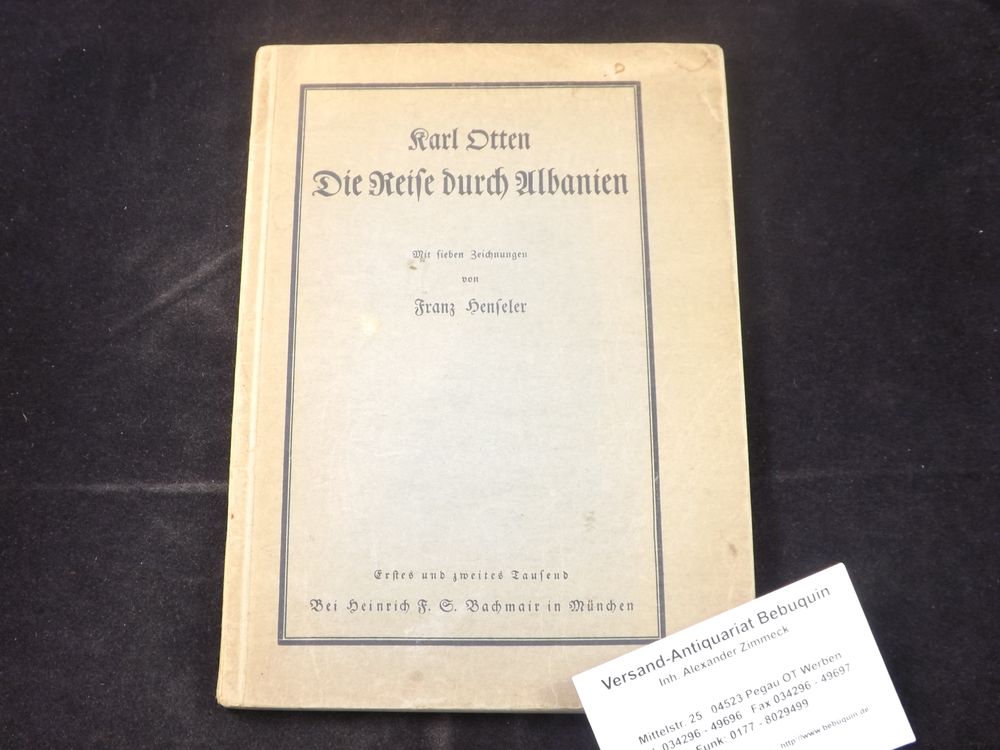 Karl Otten
Die Reiſe durch Albanien
Mit ſieben Zeichnungen
von
Franz Henſeler
Erſtes und zweites Tauſend
Bei Heinrich F. S. Bachmair in München
Versand-Antiquariat Bebuquin
Inh. Alexander Zimmeck
Mittelstr. 25 04523 Pegau OT Werben
034296 - 49696 Fax 034296 - 49697
Funk: 0177 - 8029499
http://www.bebuquin.de